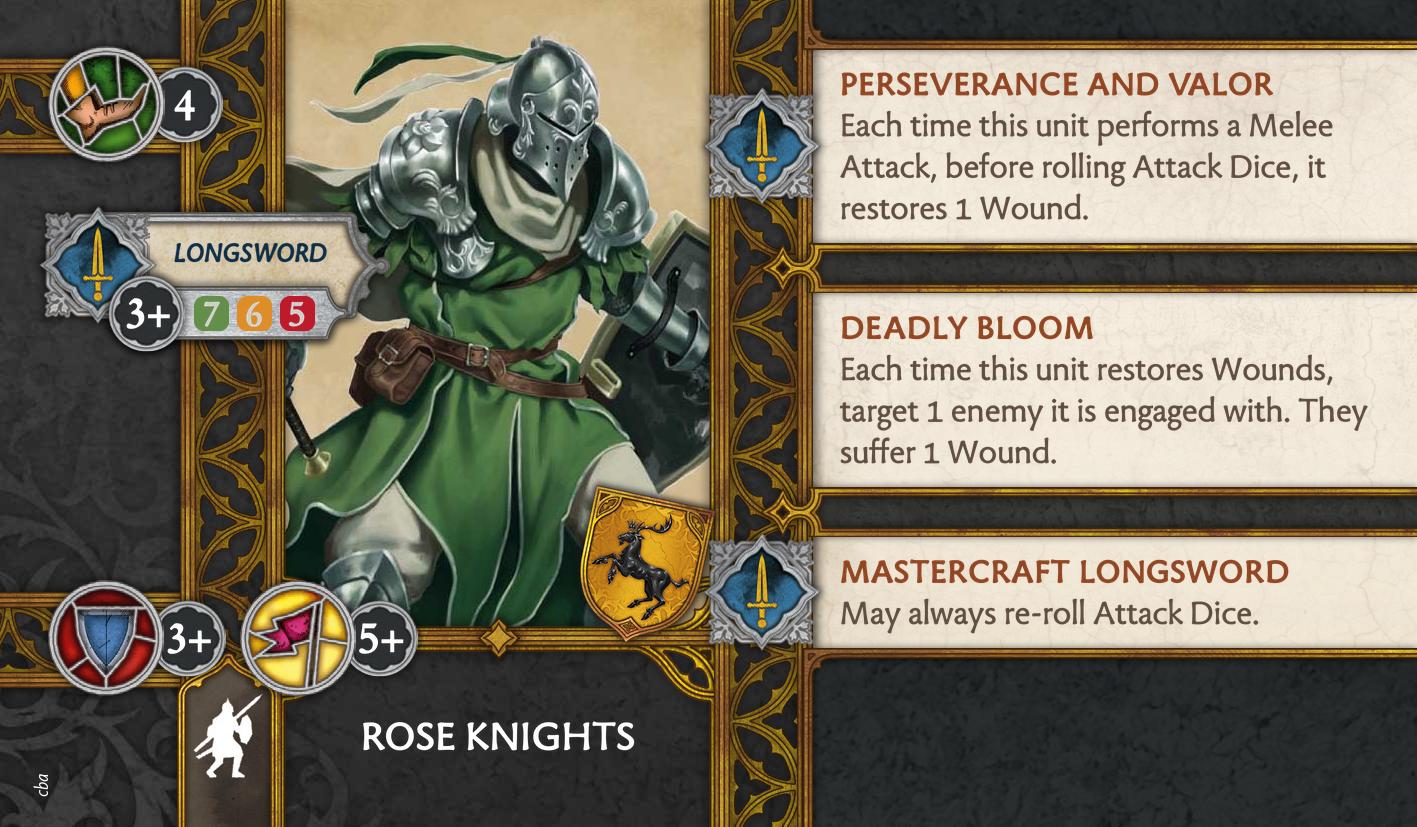 4
LONGSWORD
3+ 7 6 5
3+
5+
ROSE KNIGHTS
cba
PERSEVERANCE AND VALOR
Each time this unit performs a Melee
Attack, before rolling Attack Dice, it
restores 1 Wound.
DEADLY BLOOM
Each time this unit restores Wounds,
target 1 enemy it is engaged with. They
suffer 1 Wound.
MASTERCRAFT LONGSWORD
May always re-roll Attack Dice.